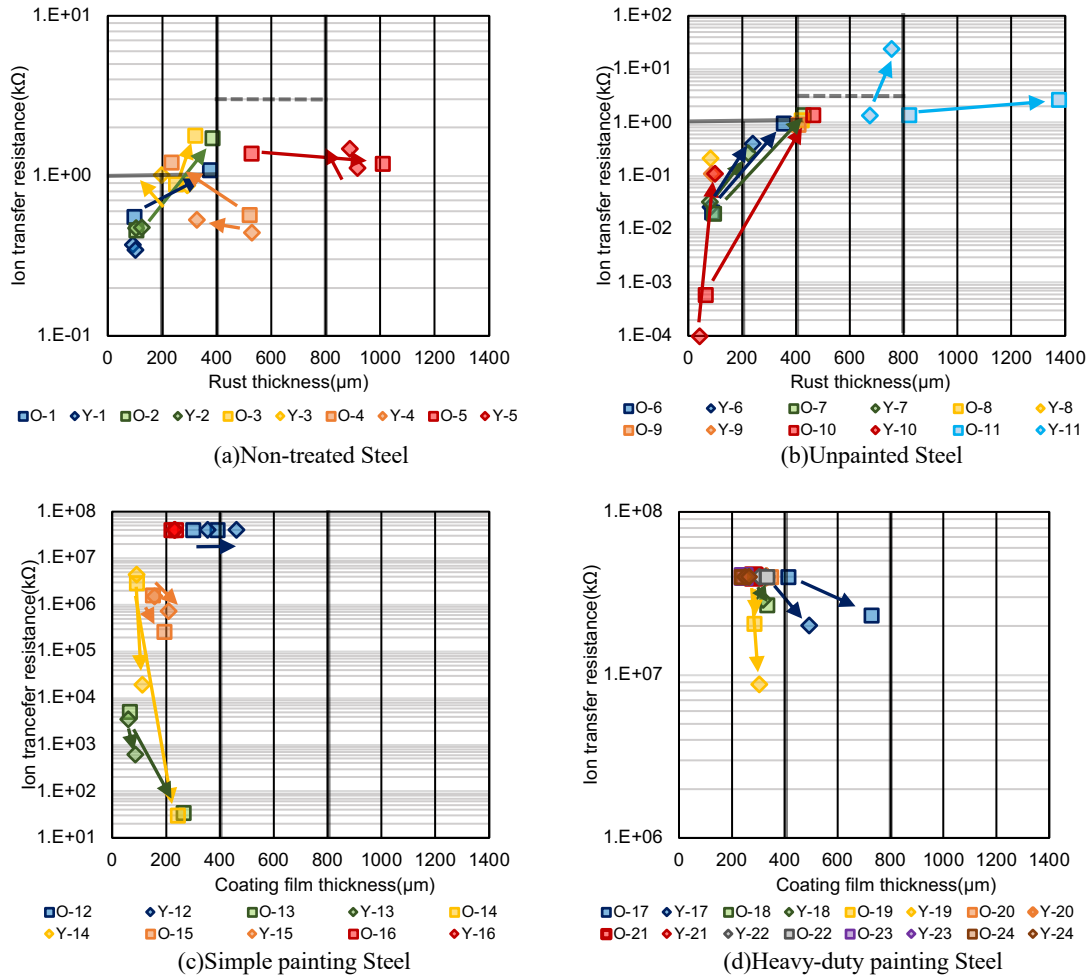 1.E+01
1.E+00
1.E-01
Ion transfer resistance(kΩ)
0 200 400 600 800 1000 1200 1400
Rust thickness(μm)
O-1 Y-1 O-2 Y-2 O-3 Y-3 O-4 Y-4 O-5 Y-5
(a)Non-treated Steel
1.E+02
1.E+01
1.E+00
1.E-01
1.E-02
1.E-03
1.E-04
Ion transfer resistance(kΩ)
0 200 400 600 800 1000 1200 1400
Rust thickness(μm)
O-6 Y-6 O-7 Y-7 O-8 Y-8
O-9 Y-9 O-10 Y-10 O-11 Y-11
(b)Unpainted Steel
1.E+08
1.E+07
1.E+06
1.E+05
1.E+04
1.E+03
1.E+02
1.E+01
Ion trancefer resistance(kΩ)
0 200 400 600 800 1000 1200 1400
Coating film thickness(μm)
O-12 Y-12 O-13 Y-13 O-14
Y-14 O-15 Y-15 O-16 Y-16
(c)Simple painting Steel
1.E+08
1.E+07
1.E+06
Ion transfer resistance(kΩ)
0 200 400 600 800 1000 1200 1400
Coating film thickness(μm)
O-17 Y-17 O-18 Y-18 O-19 Y-19 O-20 Y-20
O-21 Y-21 Y-22 O-22 O-23 Y-23 O-24 Y-24
(d)Heavy-duty painting Steel